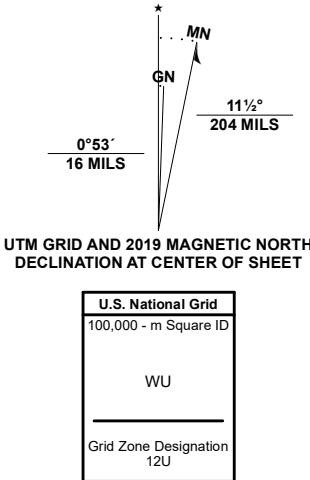 ★
MN
GN
11½°
204 MILS
0°53´
16 MILS
UTM GRID AND 2019 MAGNETIC NORTH
DECLINATION AT CENTER OF SHEET
U.S. National Grid
100,000 - m Square ID
WU
Grid Zone Designation
12U